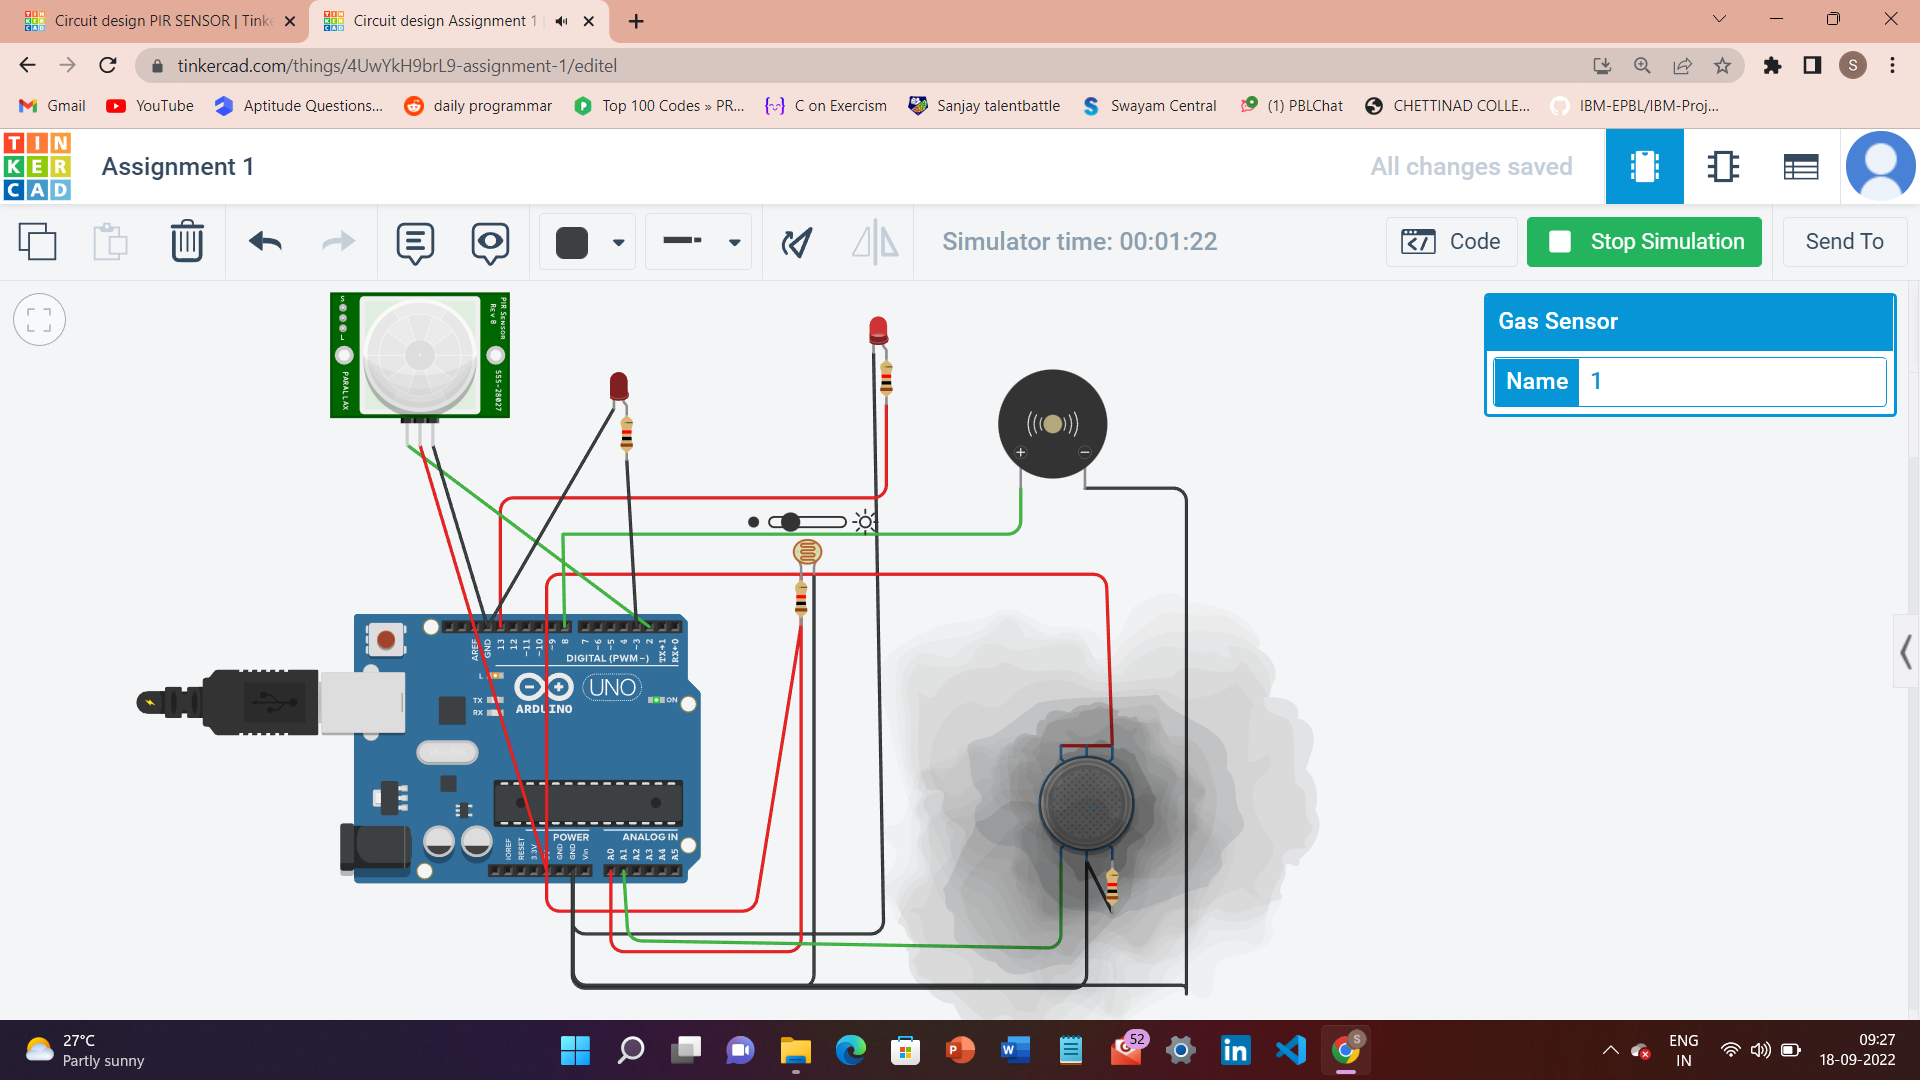 Circuit design PIR SENSOR | Tinke
Circuit design Assignment 1
tinkercad.com/things/4UwYkH9brL9-assignment-1/editel
S
Gmail
YouTube
Aptitude Questions...
daily programmar
Top 100 Codes » PR...
C on Exercism
Sanjay talentbattle
Swayam Central
(1) PBLChat
CHETTINAD COLLE...
IBM-EPBL/IBM-Proj...
TIN
KER
CAD
Assignment 1
All changes saved
Simulator time: 00:01:22
Code
Stop Simulation
Send To
Gas Sensor
Name 1
S
L
PARALLAX
PIR SENSOR
REV B
555-28027
AREF
GND
13
12
~11
~10
~9
8
7
~6
~5
4
~3
2
TX→1
RX←0
DIGITAL (PWM~)
L
TX
RX
ARDUINO
UNO
ON
POWER
ANALOG IN
IOREF
RESET
3.3V
GND
GND
Vin
A0
A1
A2
A3
A4
A5
27°C
Partly sunny
52
S
ENG
IN
09:27
18-09-2022